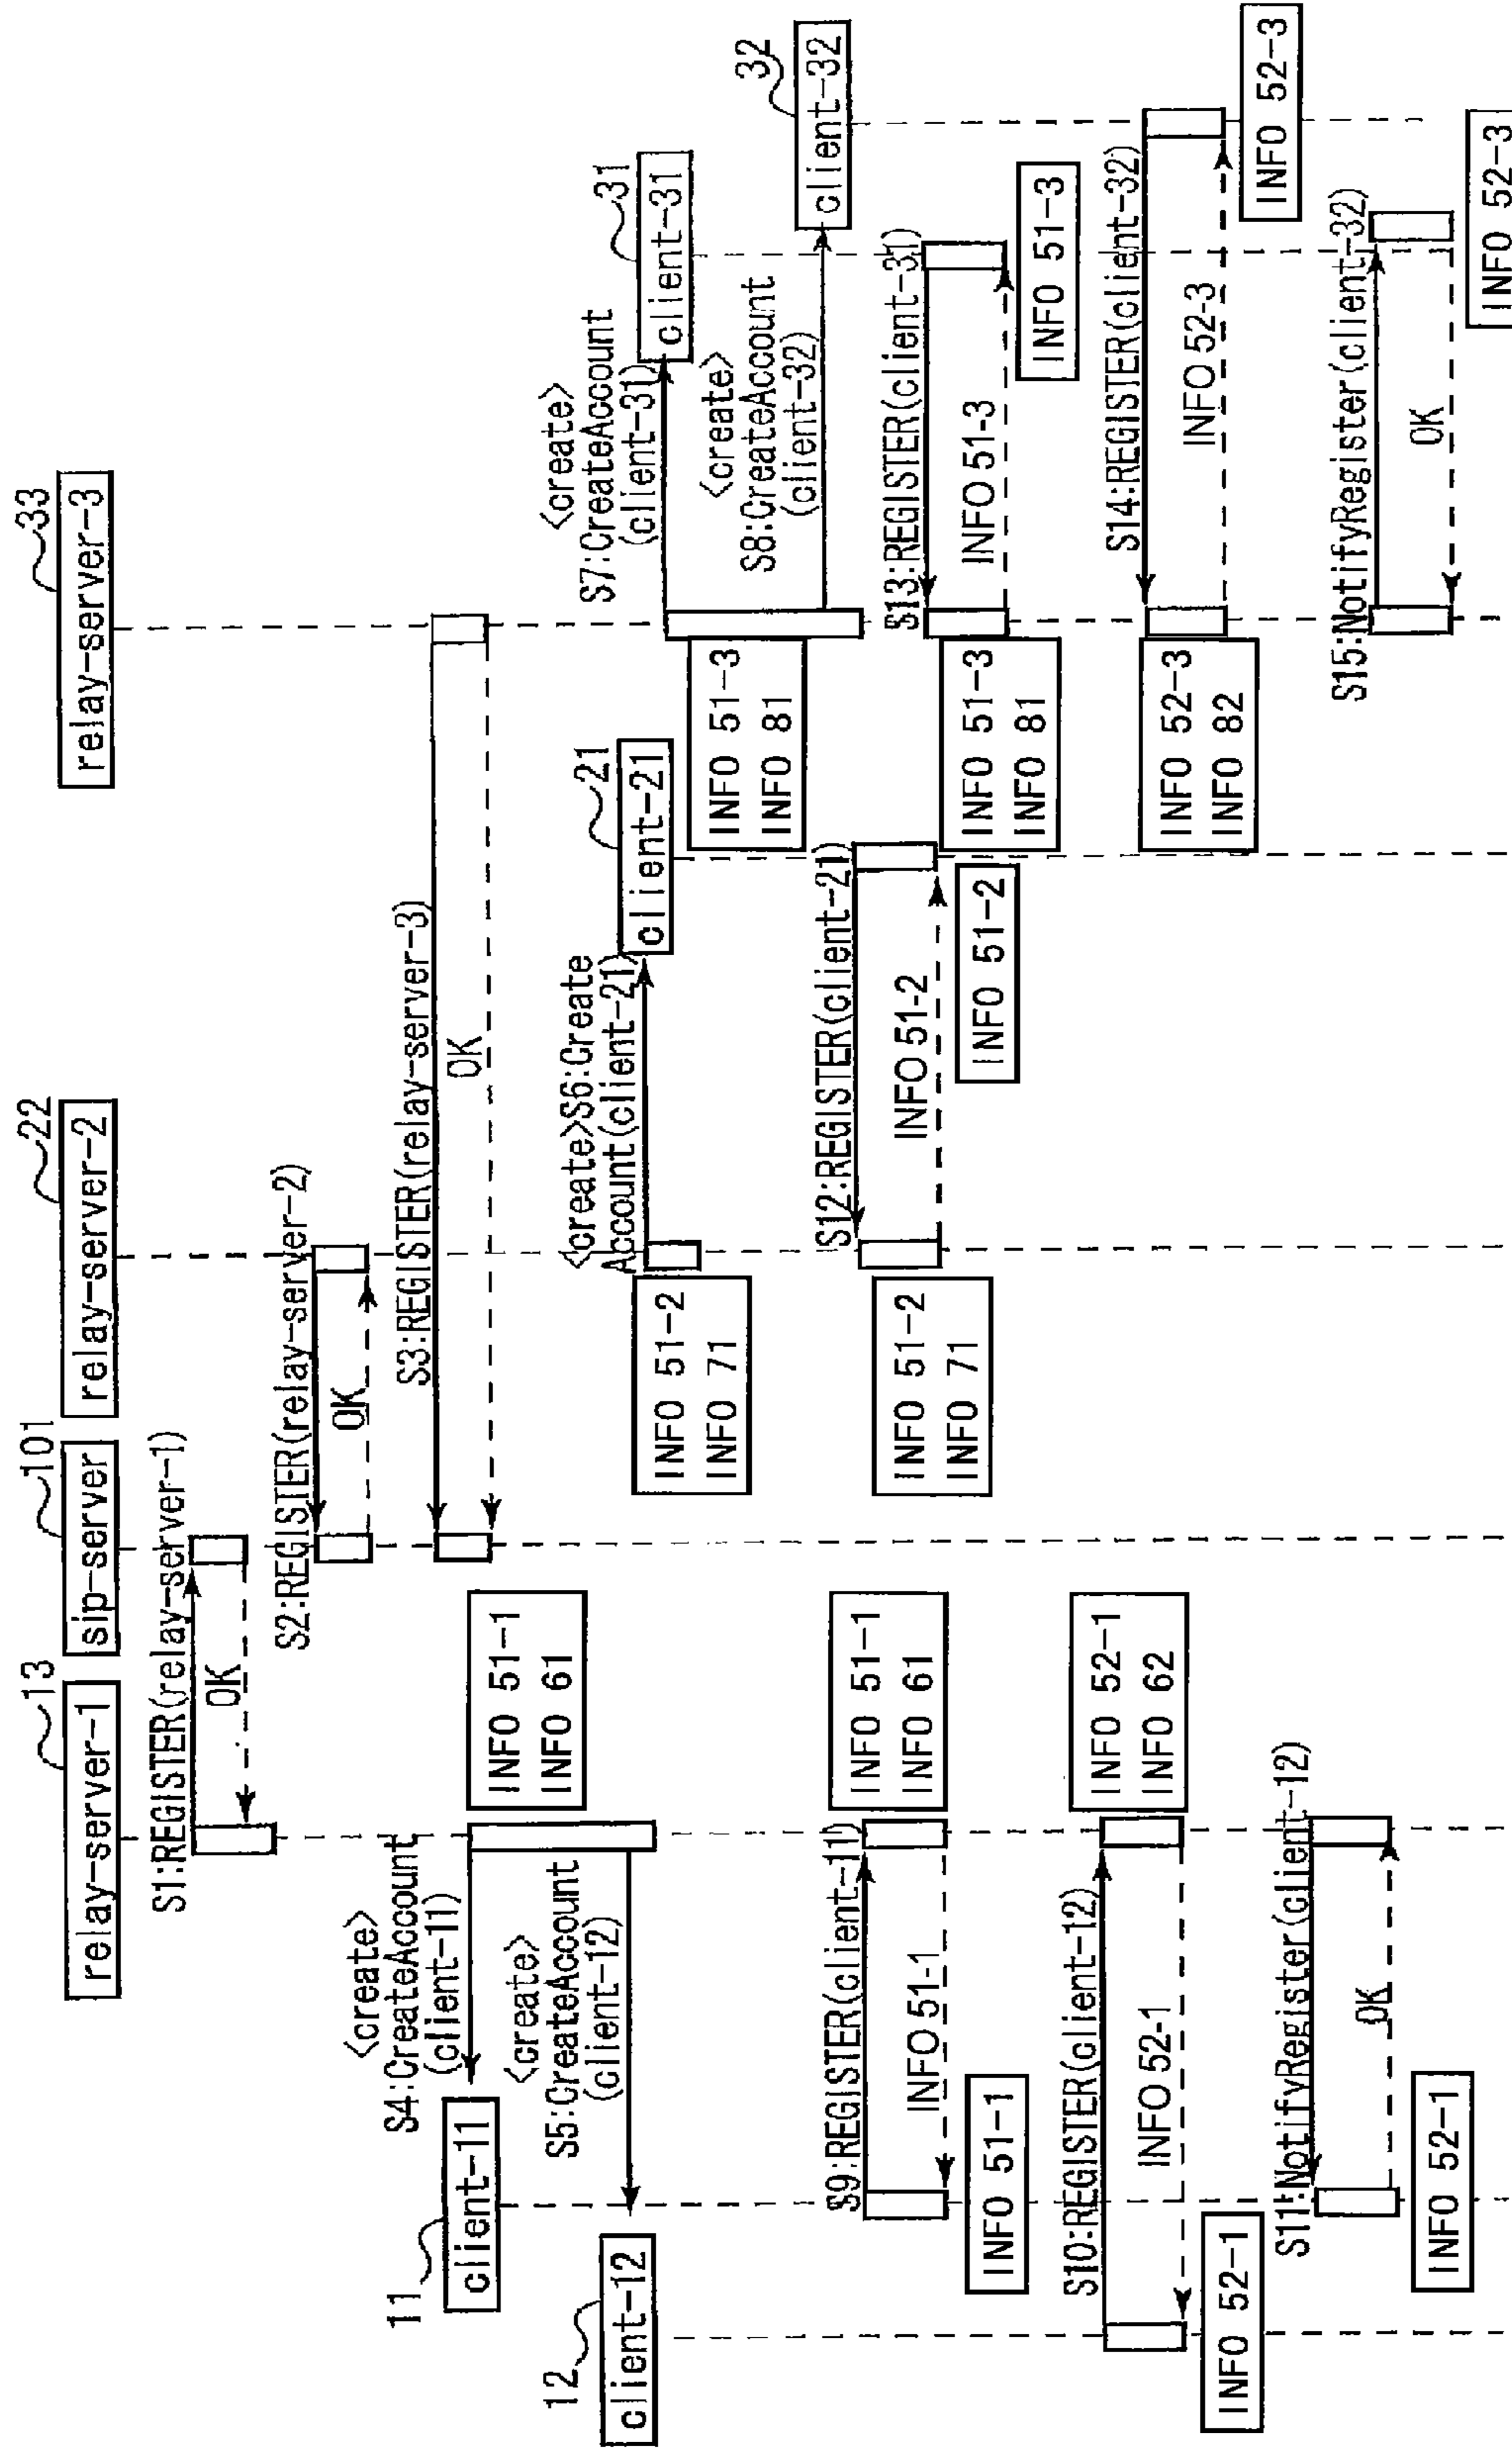 13
relay-server-1
101
sip-server
22
relay-server-2
33
relay-server-3
S1:REGISTER(relay-server-1)
OK
S2:REGISTER(relay-server-2)
OK
S3:REGISTER(relay-server-3)
OK
<create>
S4:CreateAccount
(client-11)
11
client-11
INFO 51-1
INFO 61
<create>
S5:CreateAccount
(client-12)
12
client-12
<create>S6:Create
Account(client-21)
21
client-21
INFO 51-2
INFO 71
<create>
S7:CreateAccount
(client-31)
31
client-31
INFO 51-3
INFO 81
<create>
S8:CreateAccount
(client-32)
32
client-32
S9:REGISTER(client-11)
INFO 51-1
INFO 61
INFO 51-1
INFO 51-1
S12:REGISTER(client-21)
INFO 51-2
INFO 71
INFO 51-2
INFO 51-2
S13:REGISTER(client-31)
INFO 51-3
INFO 81
INFO 51-3
INFO 51-3
S10:REGISTER(client-12)
INFO 52-1
INFO 62
INFO 52-1
INFO 52-1
S14:REGISTER(client-32)
INFO 52-3
INFO 82
INFO 52-3
INFO 52-3
S11:NotifyRegister(client-12)
OK
INFO 52-1
S15:NotifyRegister(client-32)
OK
INFO 52-3